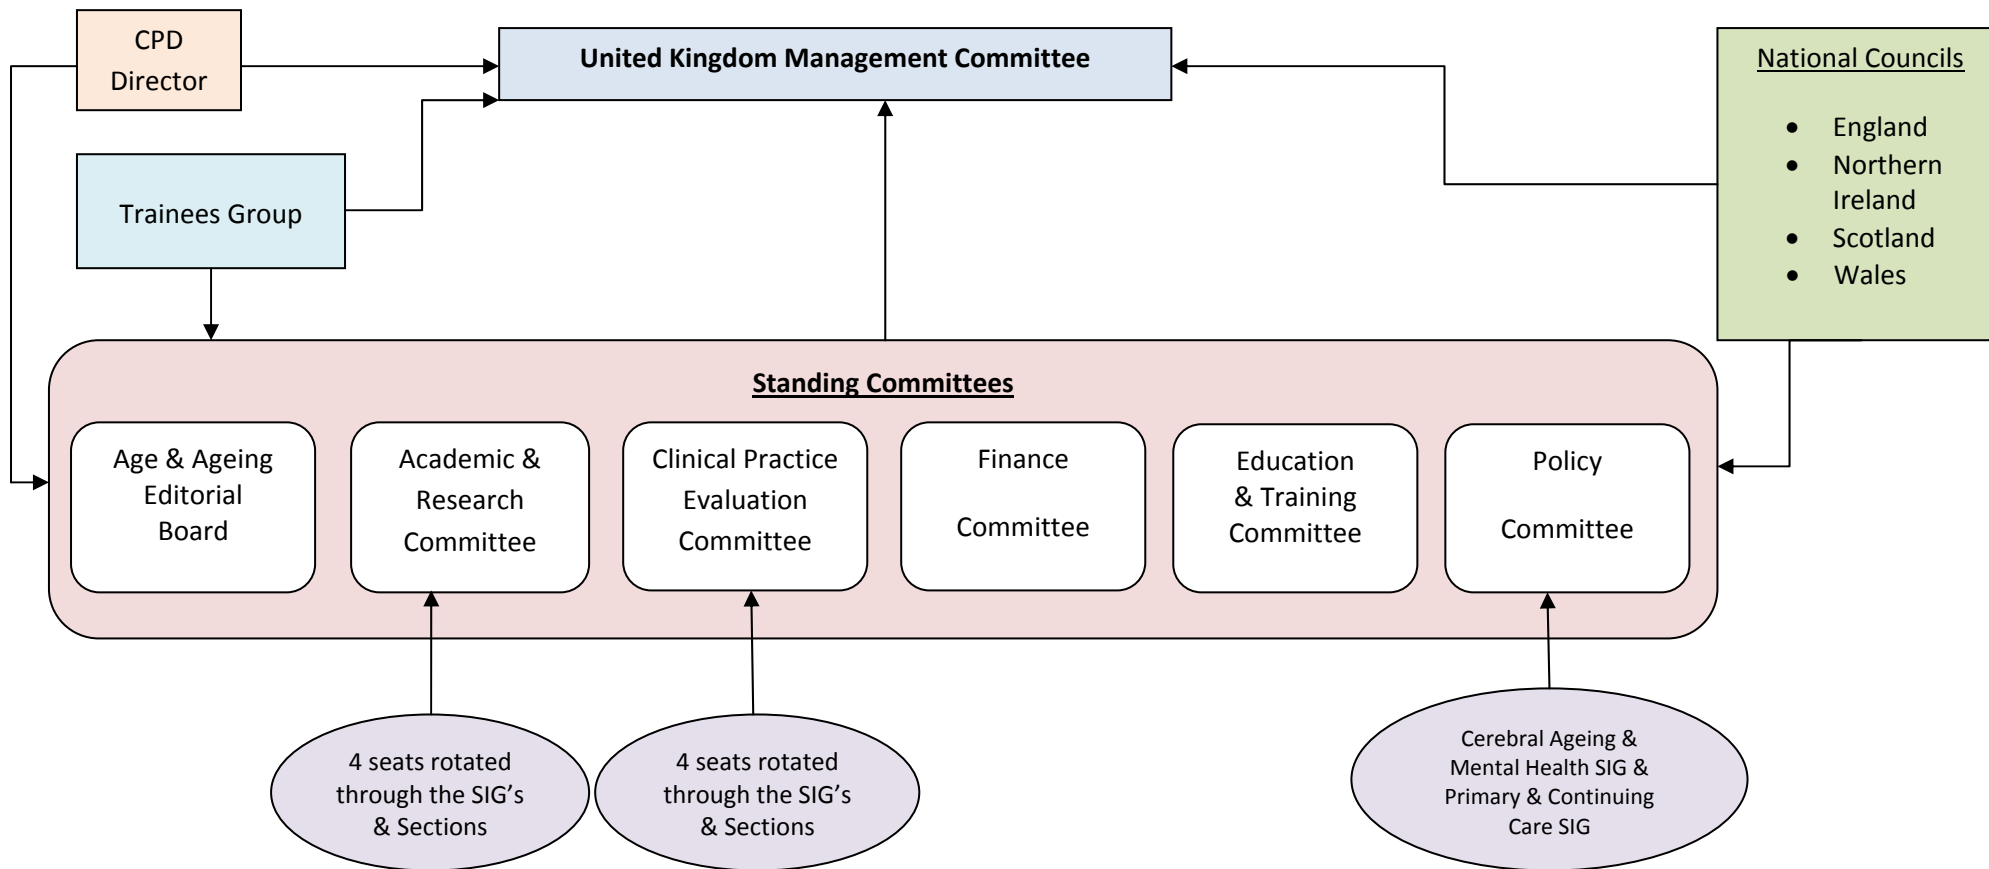 CPD
Director
United Kingdom Management Committee
National Councils
• England
• Northern
Ireland
• Scotland
• Wales
Trainees Group
Standing Committees
Age & Ageing
Editorial
Board
Academic &
Research
Committee
Clinical Practice
Evaluation
Committee
Finance
Committee
Education
& Training
Committee
Policy
Committee
4 seats rotated
through the SIG’s
& Sections
4 seats rotated
through the SIG’s
& Sections
Cerebral Ageing &
Mental Health SIG &
Primary & Continuing
Care SIG